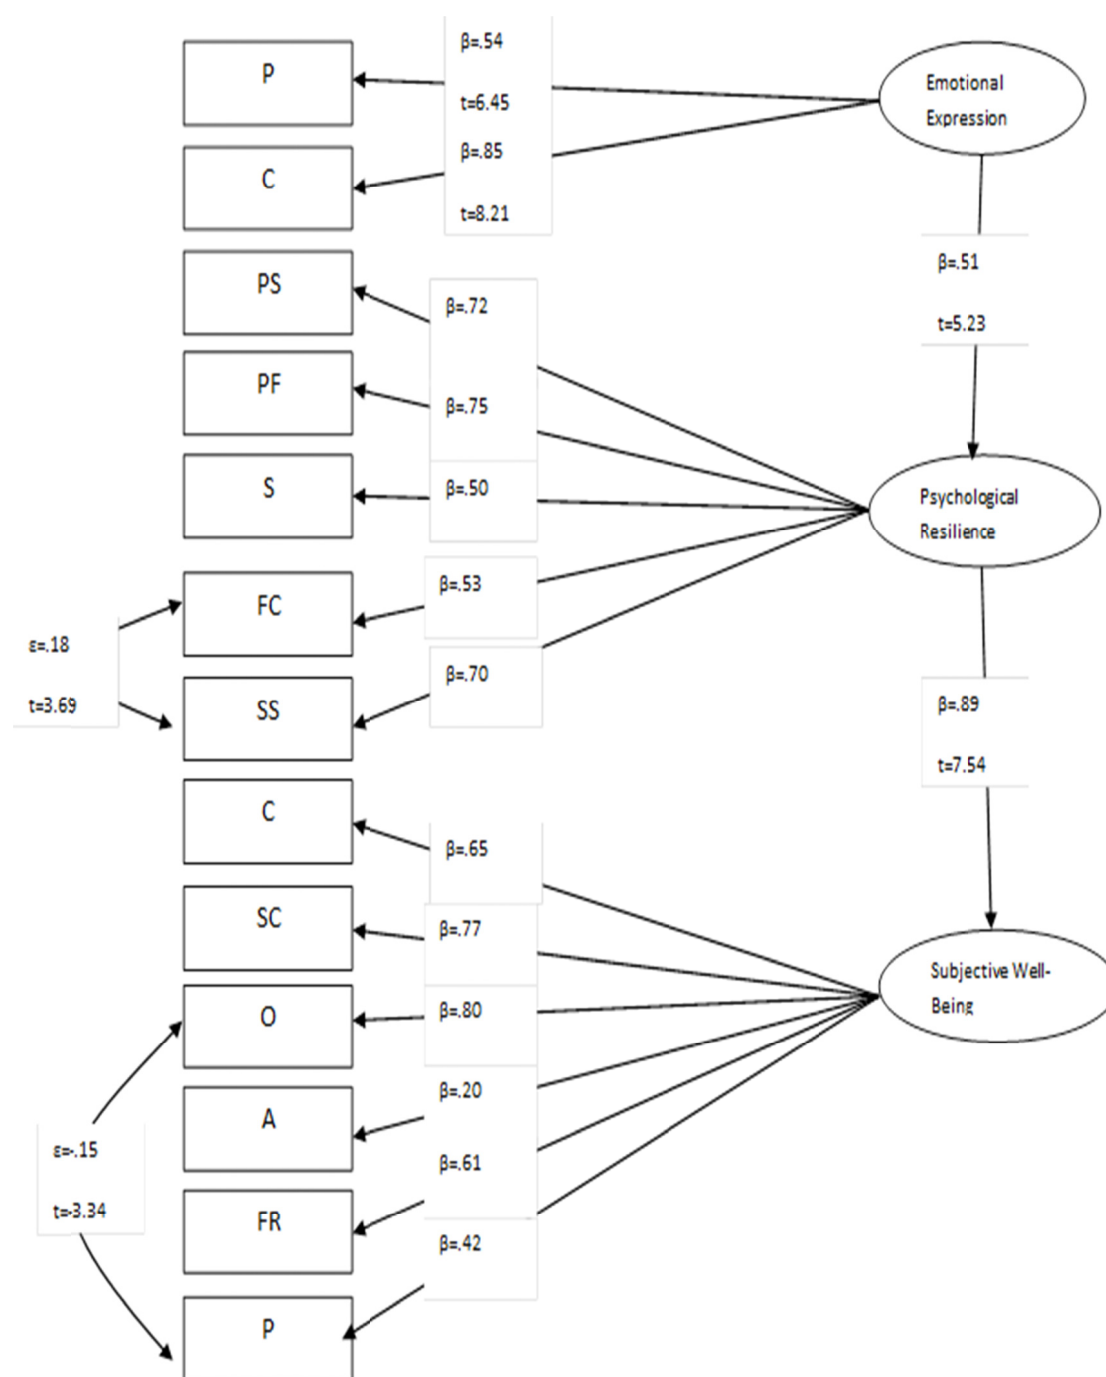 P
β=.54
t=6.45
Emotional
Expression
C
β=.85
t=8.21
β=.51
t=5.23
PS
β=.72
PF
β=.75
S
β=.50
Psychological
Resilience
FC
β=.53
ε=.18
t=3.69
SS
β=.70
β=.89
t=7.54
C
β=.65
SC
β=.77
Subjective Well-
Being
O
β=.80
A
β=.20
ε=-.15
t=-3.34
β=.61
FR
β=.42
P